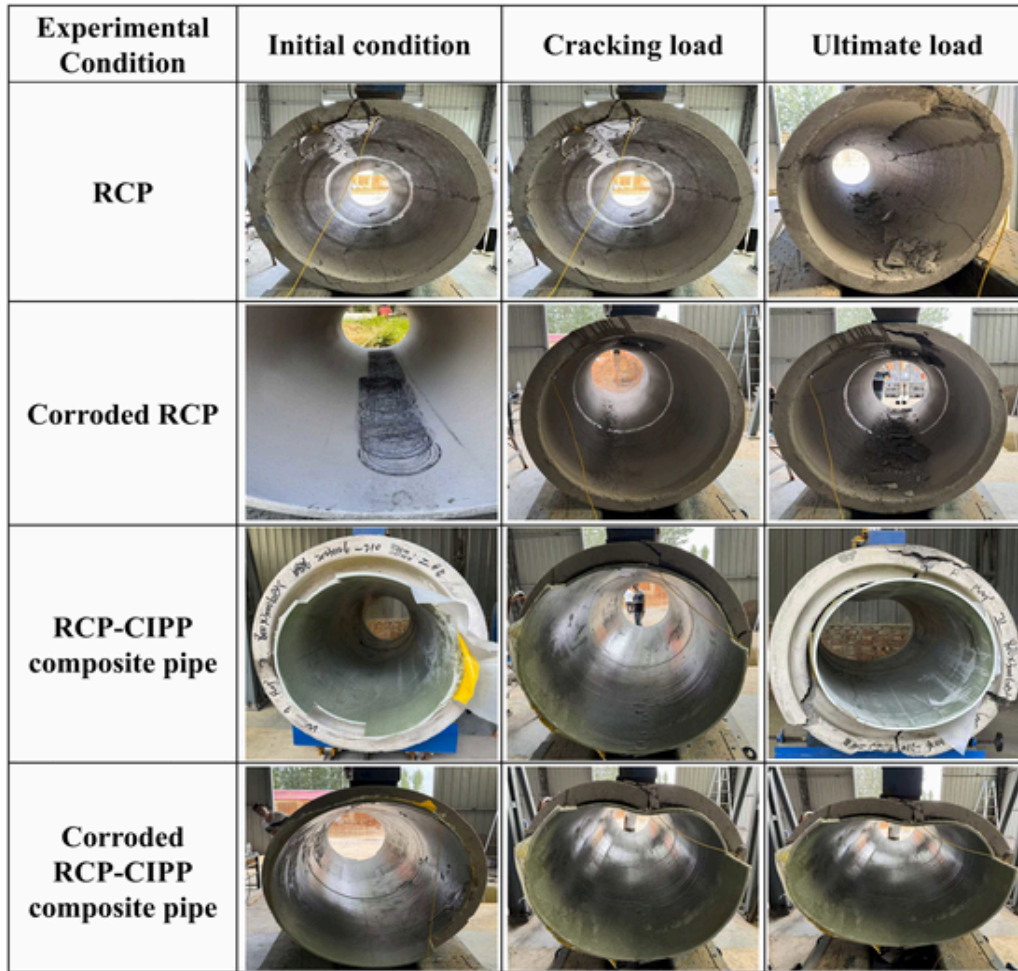 Experimental
Condition
Initial condition
Cracking load
Ultimate load
RCP
Corroded RCP
RCP-CIPP
composite pipe
Corroded
RCP-CIPP
composite pipe